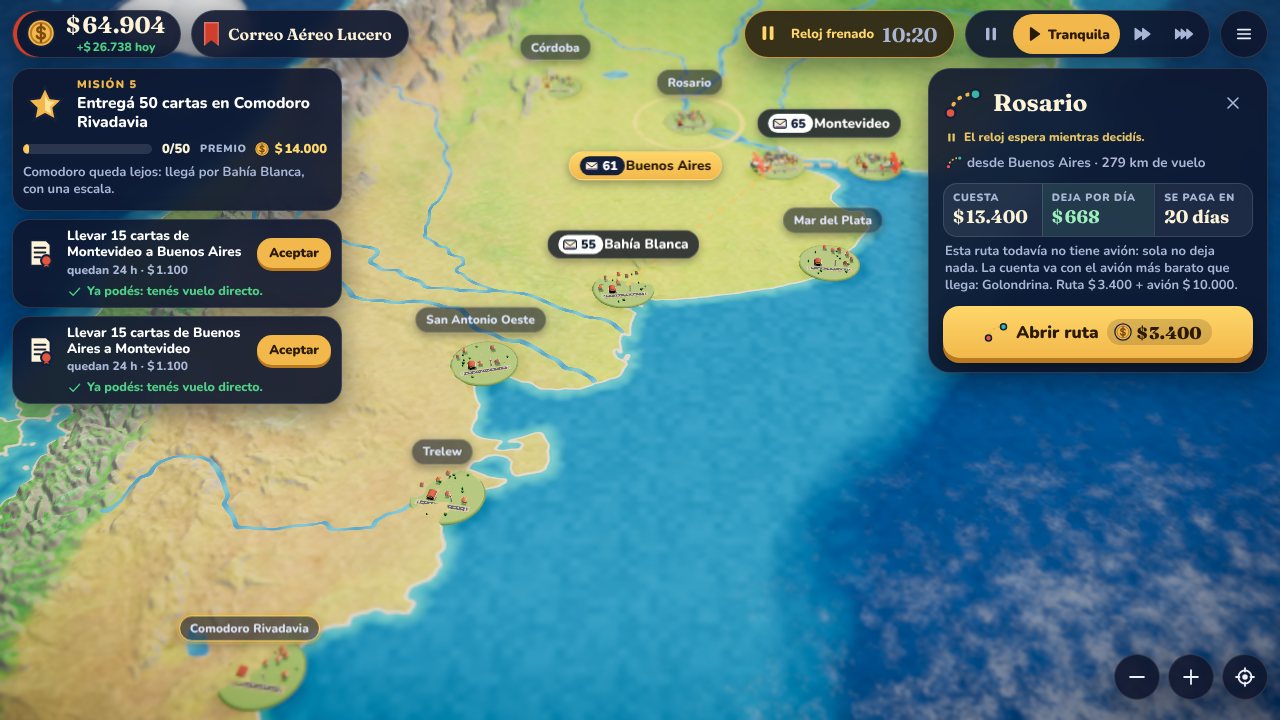 $64.904
+$26.738 hoy
Correo Aéreo Lucero
Reloj frenado 10:20
Tranquila
MISIÓN 5
Entregá 50 cartas en Comodoro
Rivadavia
0/50 PREMIO $14.000
Comodoro queda lejos: llegá por Bahía Blanca,
con una escala.
Llevar 15 cartas de
Montevideo a Buenos Aires
quedan 24 h · $1.100
Ya podés: tenés vuelo directo.
Aceptar
Llevar 15 cartas de Buenos
Aires a Montevideo
quedan 24 h · $1.100
Ya podés: tenés vuelo directo.
Aceptar
Córdoba
Rosario
65 Montevideo
61 Buenos Aires
Mar del Plata
55 Bahía Blanca
San Antonio Oeste
Trelew
Comodoro Rivadavia
Rosario
El reloj espera mientras decidís.
desde Buenos Aires · 279 km de vuelo
CUESTA
$13.400
DEJA POR DÍA
$668
SE PAGA EN
20 días
Esta ruta todavía no tiene avión: sola no deja
nada. La cuenta va con el avión más barato que
llega: Golondrina. Ruta $3.400 + avión $10.000.
Abrir ruta $3.400